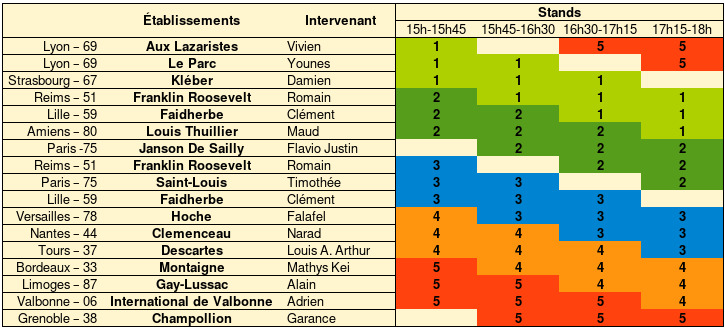 Établissements Intervenant Stands
15h-15h45 15h45-16h30 16h30-17h15 17h15-18h
Lyon – 69 Aux Lazaristes Vivien 1 5 5
Lyon – 69 Le Parc Younes 1 1 5
Strasbourg – 67 Kléber Damien 1 1 1
Reims – 51 Franklin Roosevelt Romain 2 1 1 1
Lille – 59 Faidherbe Clément 2 2 1 1
Amiens – 80 Louis Thuillier Maud 2 2 2 1
Paris -75 Janson De Sailly Flavio Justin 2 2 2
Reims – 51 Franklin Roosevelt Romain 3 2 2
Paris – 75 Saint-Louis Timothée 3 3 2
Lille – 59 Faidherbe Clément 3 3 3
Versailles – 78 Hoche Falafel 4 3 3 3
Nantes – 44 Clemenceau Narad 4 4 3 3
Tours – 37 Descartes Louis A. Arthur 4 4 4 3
Bordeaux – 33 Montaigne Mathys Kei 5 4 4 4
Limoges – 87 Gay-Lussac Alain 5 5 4 4
Valbonne – 06 International de Valbonne Adrien 5 5 5 4
Grenoble – 38 Champollion Garance 5 5 5